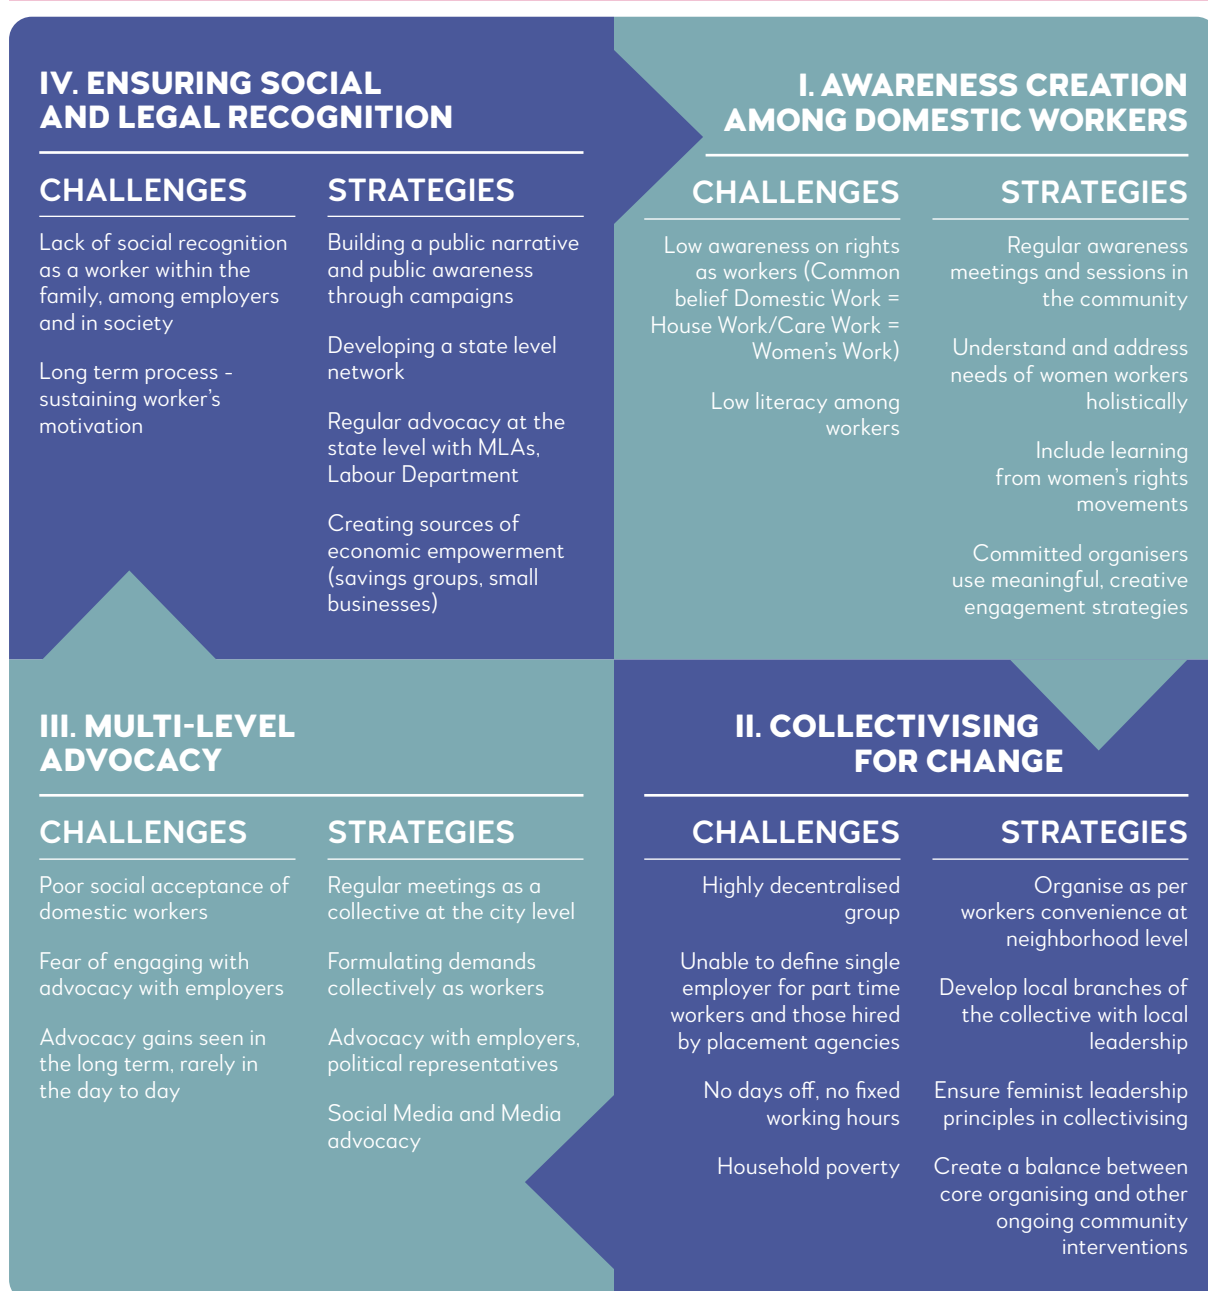 IV. ENSURING SOCIAL
AND LEGAL RECOGNITION
CHALLENGES
Lack of social recognition
as a worker within the
family, among employers
and in society
Long term process -
sustaining worker's
motivation
STRATEGIES
Building a public narrative
and public awareness
through campaigns
Developing a state level
network
Regular advocacy at the
state level with MLAs,
Labour Department
Creating sources of
economic empowerment
(savings groups, small
businesses)
I. AWARENESS CREATION
AMONG DOMESTIC WORKERS
CHALLENGES
Low awareness on rights
as workers (Common
belief Domestic Work =
House Work/Care Work =
Women's Work)
Low literacy among
workers
STRATEGIES
Regular awareness
meetings and sessions in
the community
Understand and address
needs of women workers
holistically
Include learning
from women's rights
movements
Committed organisers
use meaningful, creative
engagement strategies
III. MULTI-LEVEL
ADVOCACY
CHALLENGES
Poor social acceptance of
domestic workers
Fear of engaging with
advocacy with employers
Advocacy gains seen in
the long term, rarely in
the day to day
STRATEGIES
Regular meetings as a
collective at the city level
Formulating demands
collectively as workers
Advocacy with employers,
political representatives
Social Media and Media
advocacy
II. COLLECTIVISING
FOR CHANGE
CHALLENGES
Highly decentralised
group
Unable to define single
employer for part time
workers and those hired
by placement agencies
No days off, no fixed
working hours
Household poverty
STRATEGIES
Organise as per
workers convenience at
neighborhood level
Develop local branches of
the collective with local
leadership
Ensure feminist leadership
principles in collectivising
Create a balance between
core organising and other
ongoing community
interventions